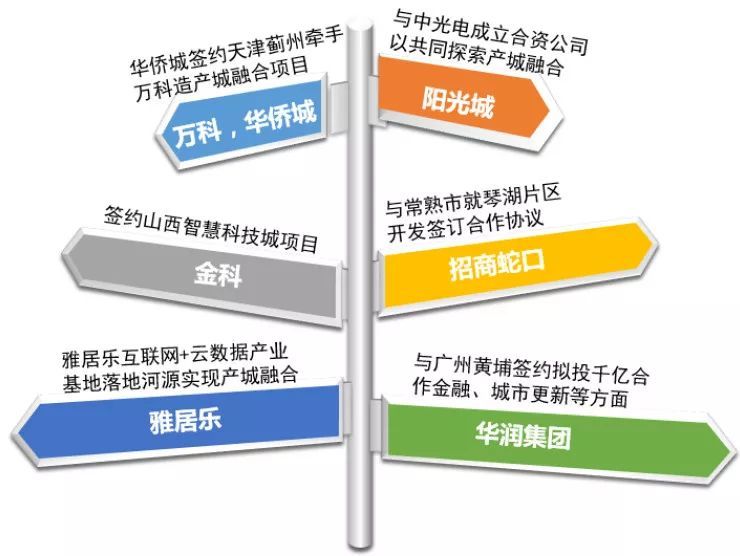 华侨城签约天津蓟州牵手
万科造产城融合项目
万科，华侨城
与中光电成立合资公司
以共同探索产城融合
阳光城
签约山西智慧科技城项目
金科
与常熟市就琴湖片区
开发签订合作协议
招商蛇口
雅居乐互联网+云数据产业
基地落地河源实现产城融合
雅居乐
与广州黄埔签约拟投千亿合
作金融、城市更新等方面
华润集团